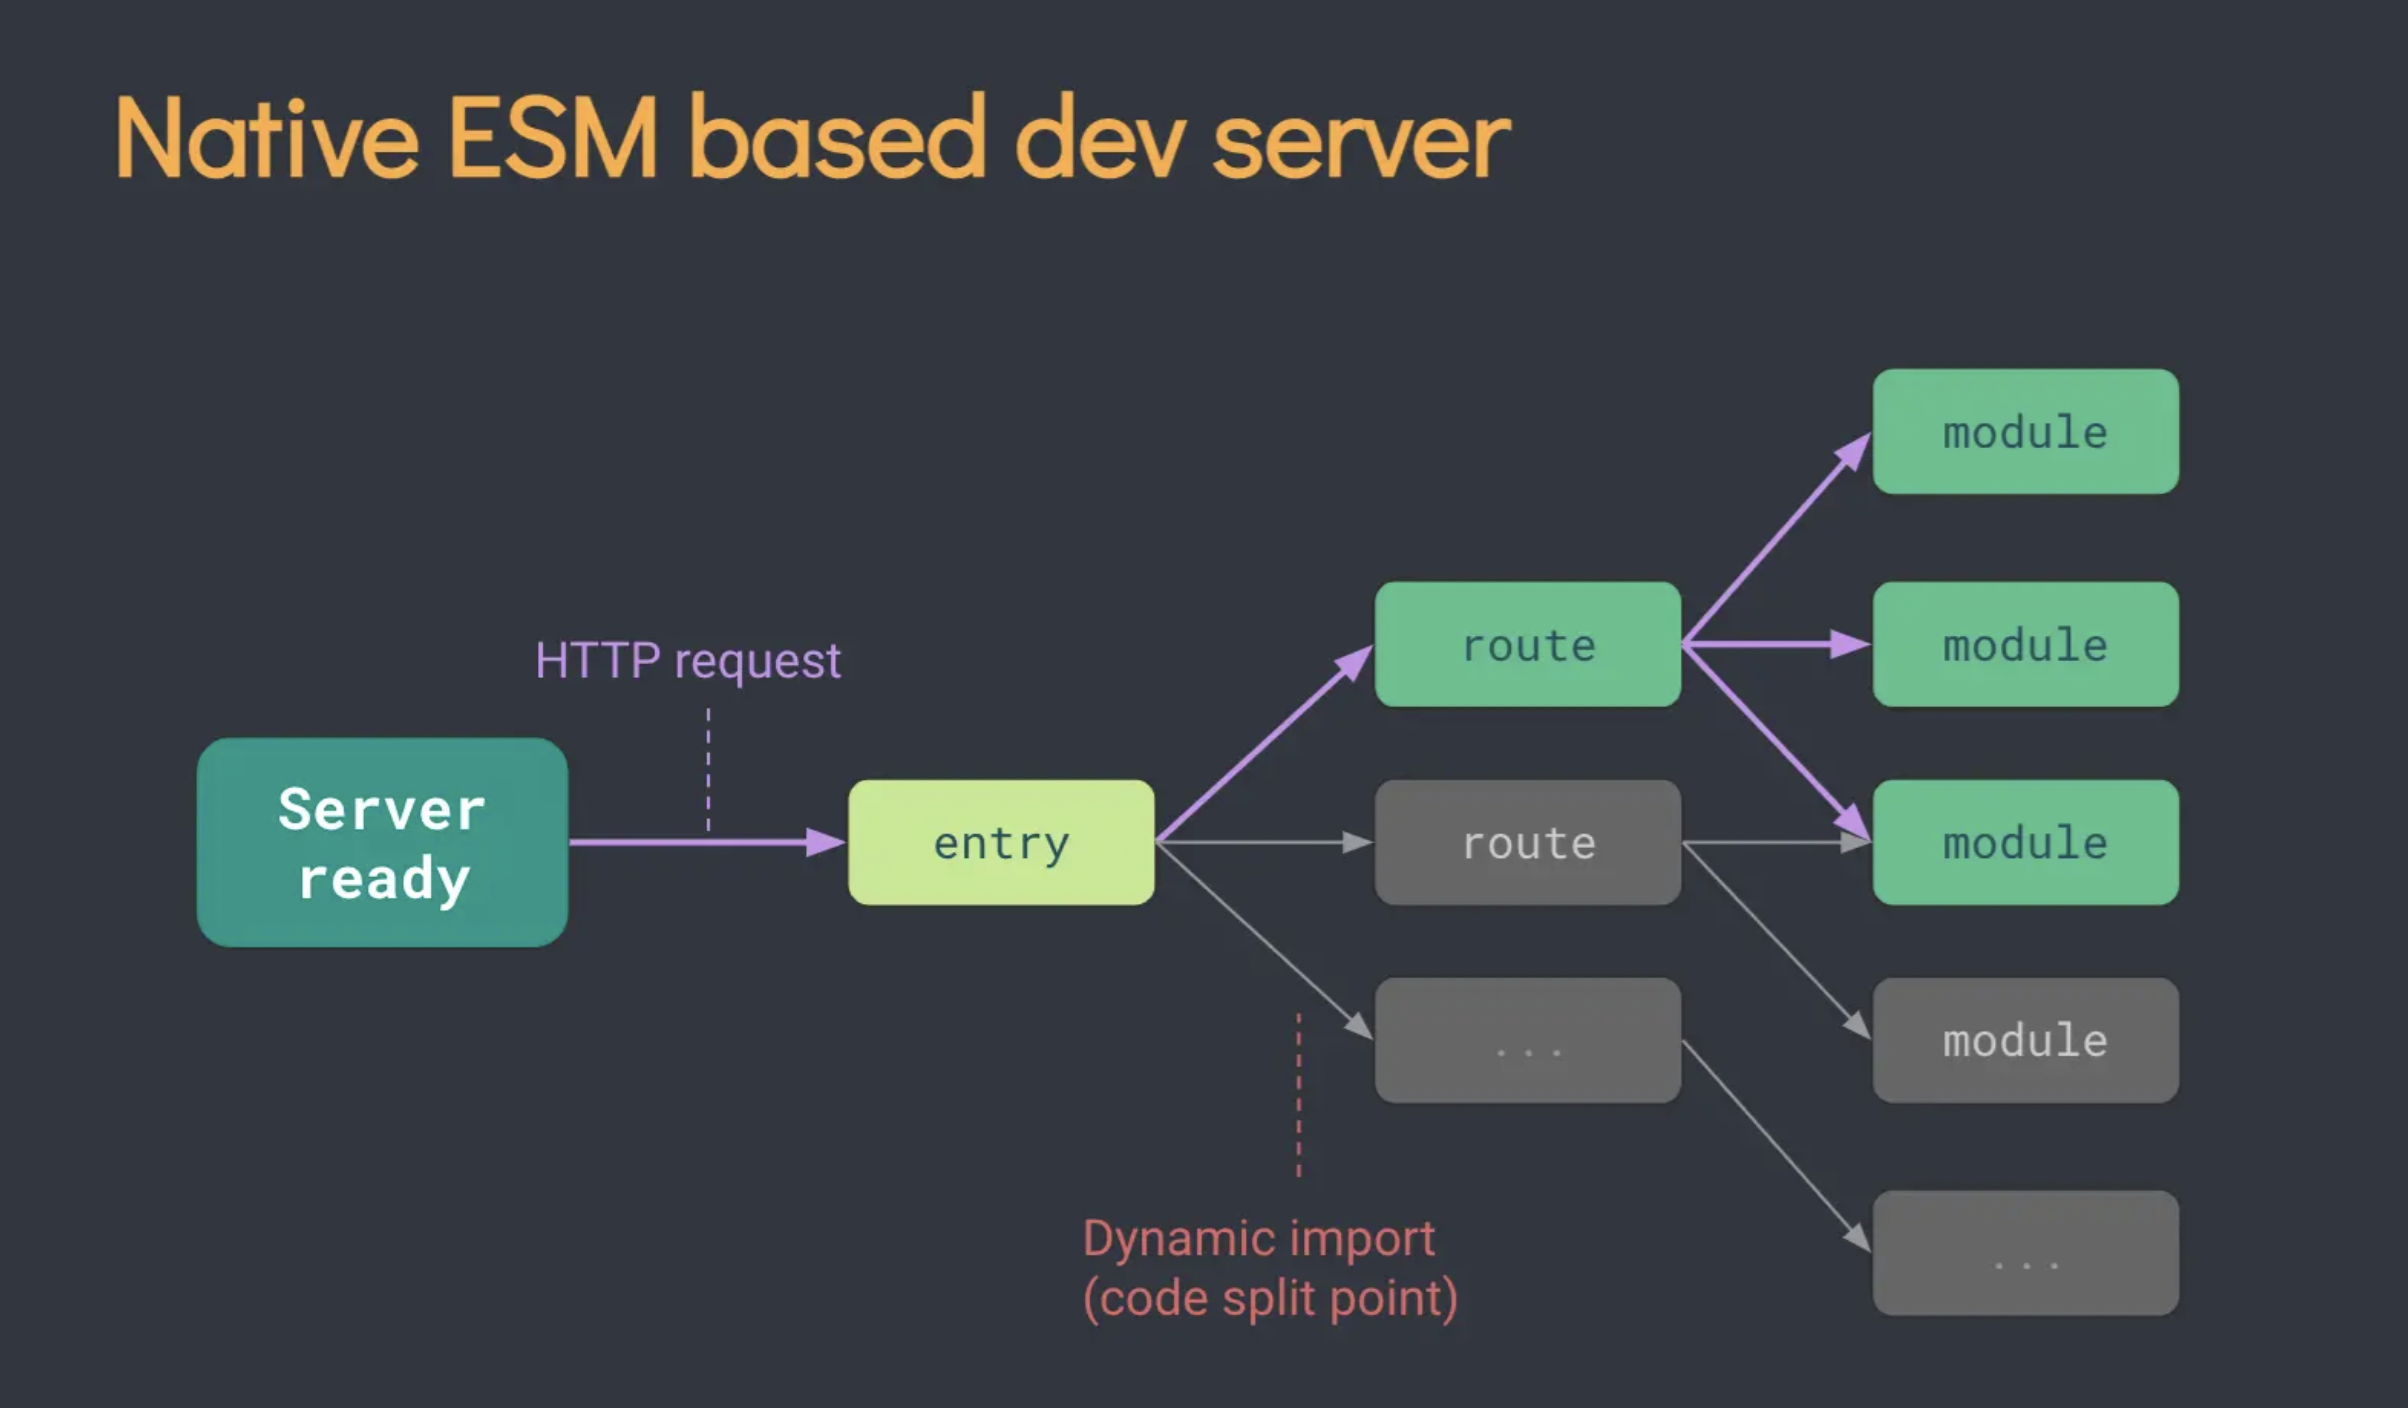 Native ESM based dev server
module
route
module
HTTP request
Server
ready
entry
route
module
...
module
Dynamic import
(code split point)
...